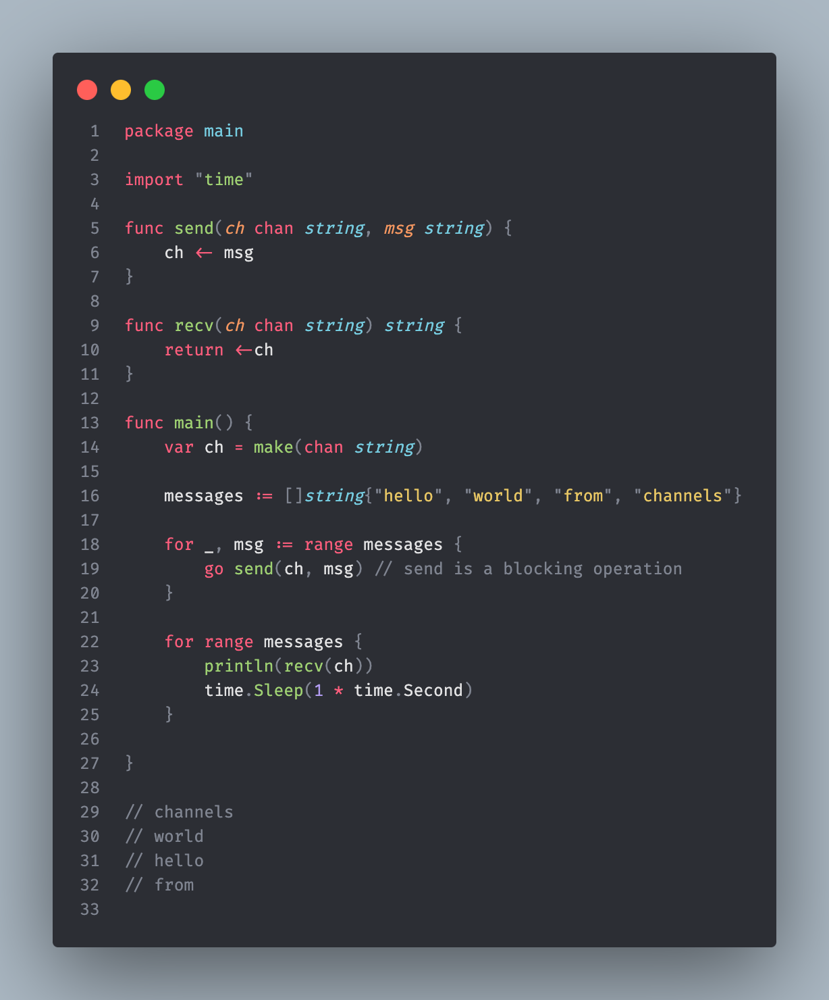 1 package main
2
3 import "time"
4
5 func send(ch chan string, msg string) {
6     ch <- msg
7 }
8
9 func recv(ch chan string) string {
10     return <-ch
11 }
12
13 func main() {
14     var ch = make(chan string)
15
16     messages := []string{"hello", "world", "from", "channels"}
17
18     for _, msg := range messages {
19         go send(ch, msg) // send is a blocking operation
20     }
21
22     for range messages {
23         println(recv(ch))
24         time.Sleep(1 * time.Second)
25     }
26
27 }
28
29 // channels
30 // world
31 // hello
32 // from
33